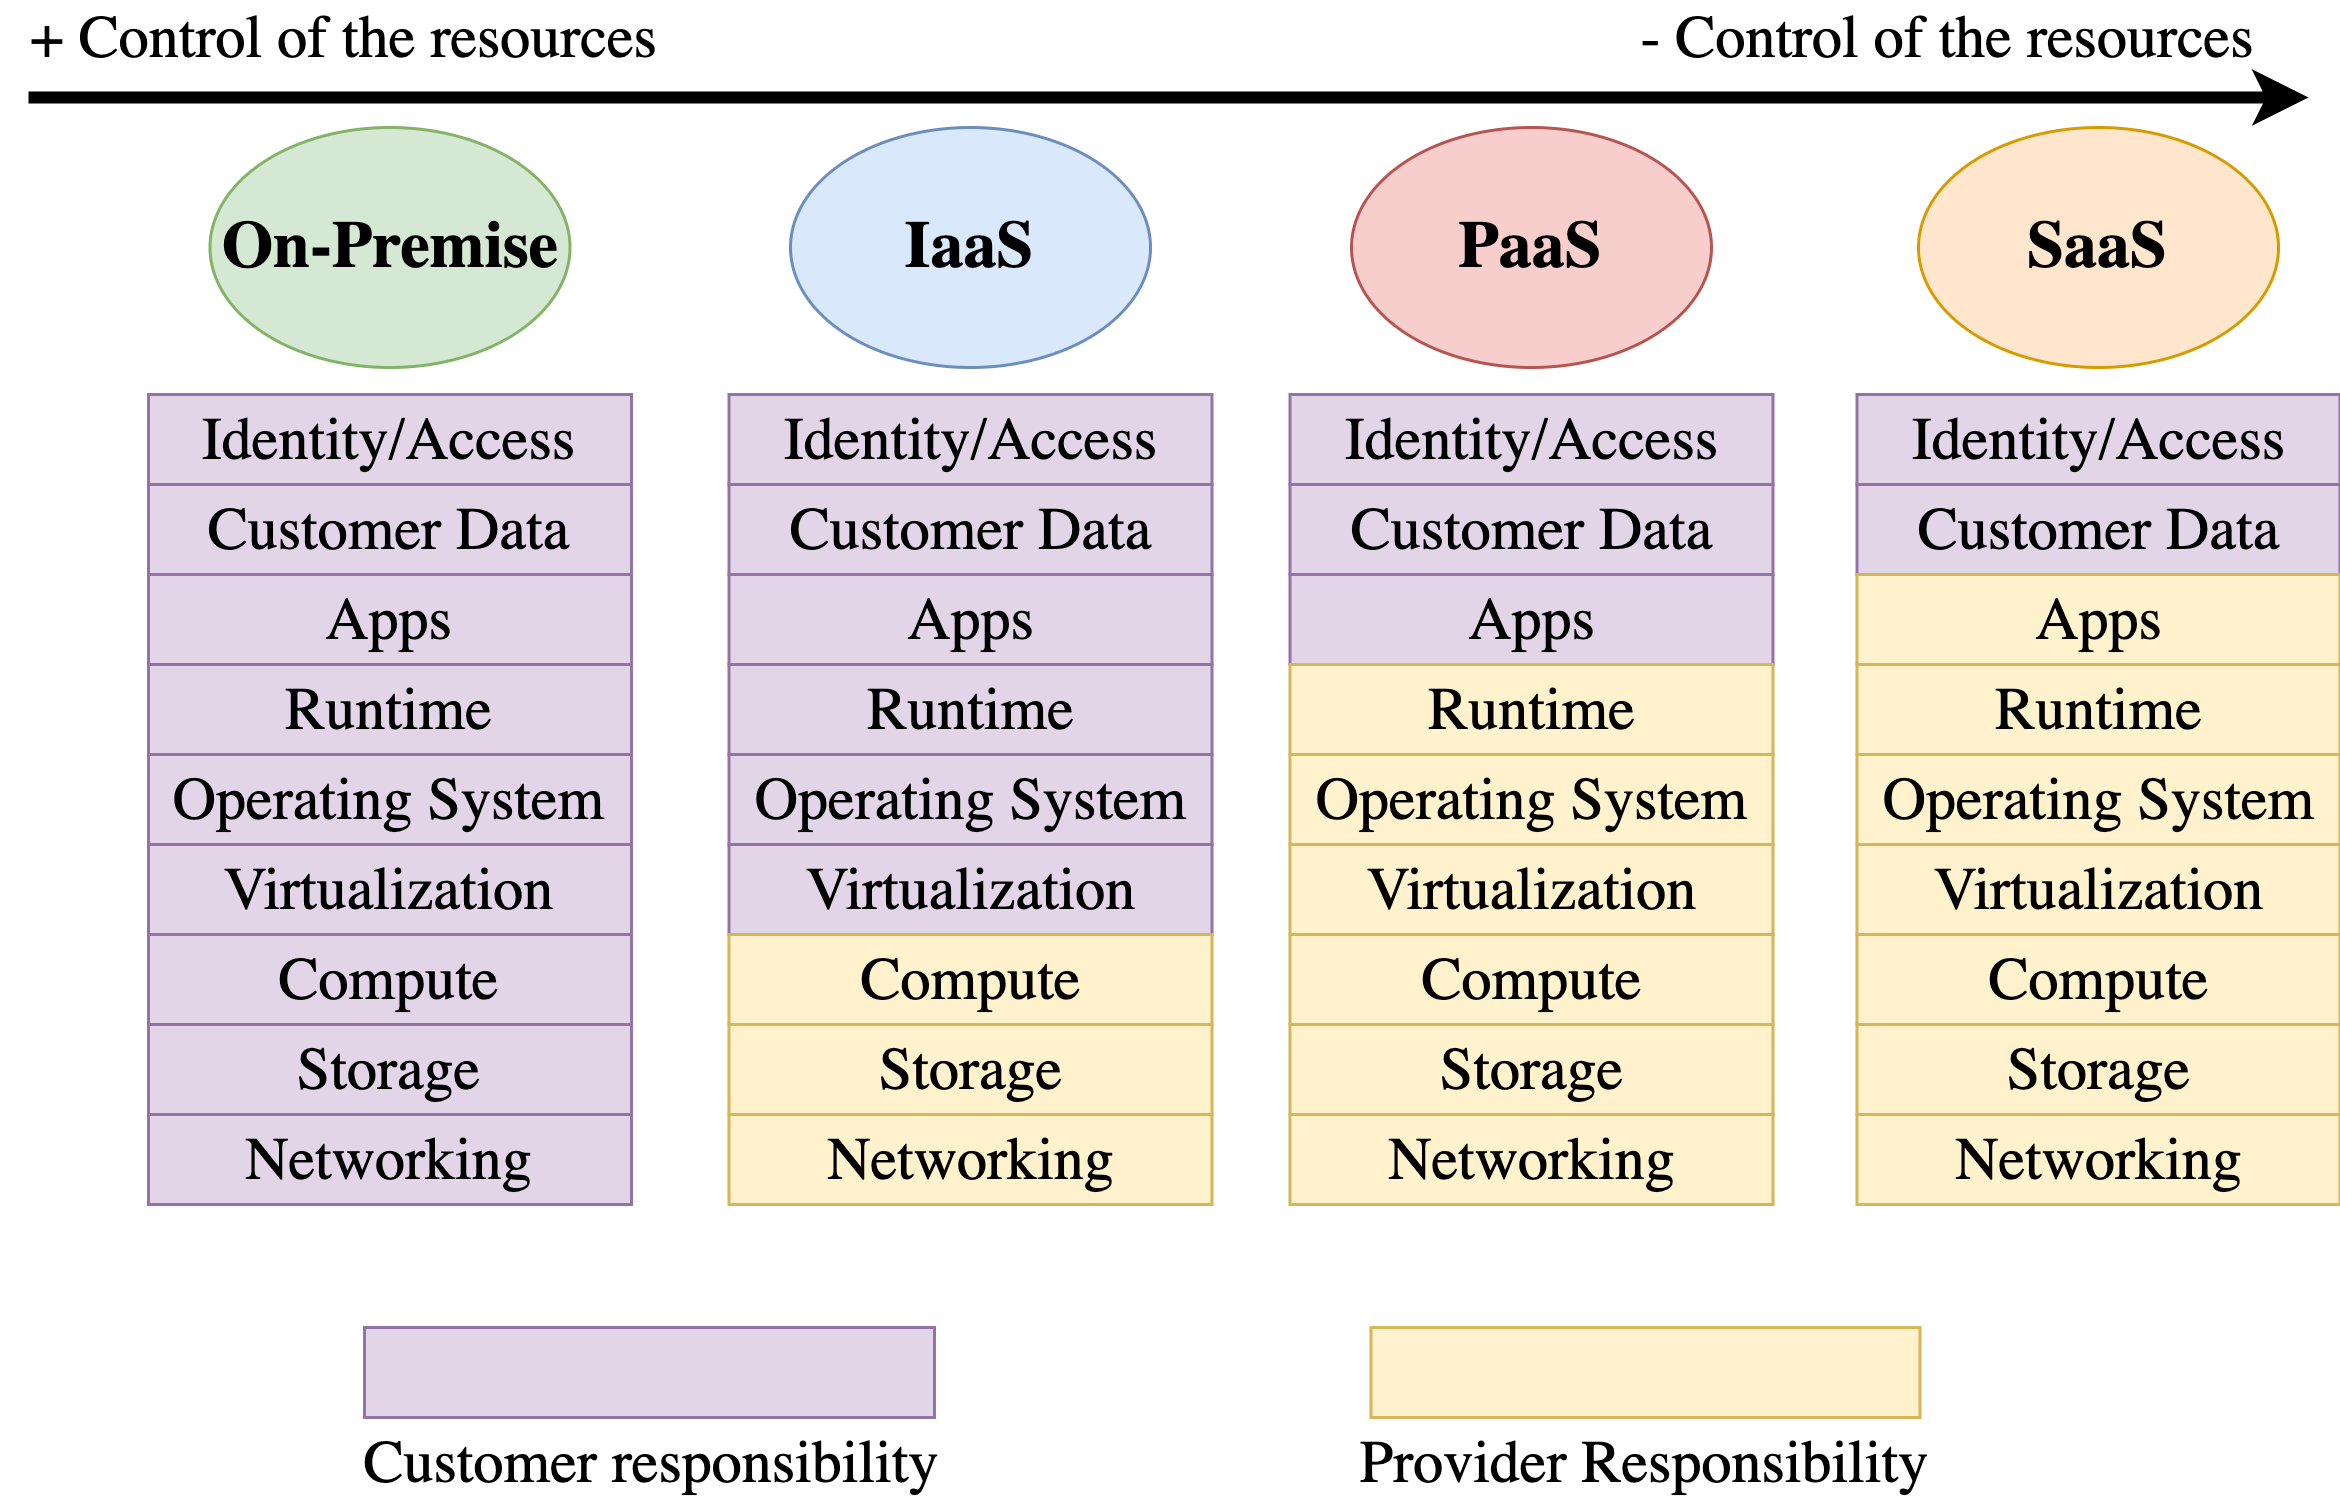 + Control of the resources
- Control of the resources
On-Premise
IaaS
PaaS
SaaS
Identity/Access
Customer Data
Apps
Runtime
Operating System
Virtualization
Compute
Storage
Networking
Identity/Access
Customer Data
Apps
Runtime
Operating System
Virtualization
Compute
Storage
Networking
Identity/Access
Customer Data
Apps
Runtime
Operating System
Virtualization
Compute
Storage
Networking
Identity/Access
Customer Data
Apps
Runtime
Operating System
Virtualization
Compute
Storage
Networking
Customer responsibility
Provider Responsibility